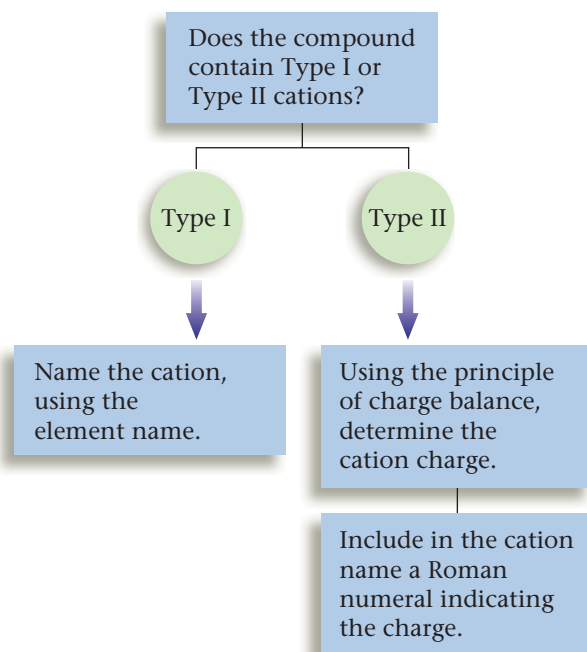 Does the compound
contain Type I or
Type II cations?
Type I
Type II
Name the cation,
using the
element name.
Using the principle
of charge balance,
determine the
cation charge.
Include in the cation
name a Roman
numeral indicating
the charge.